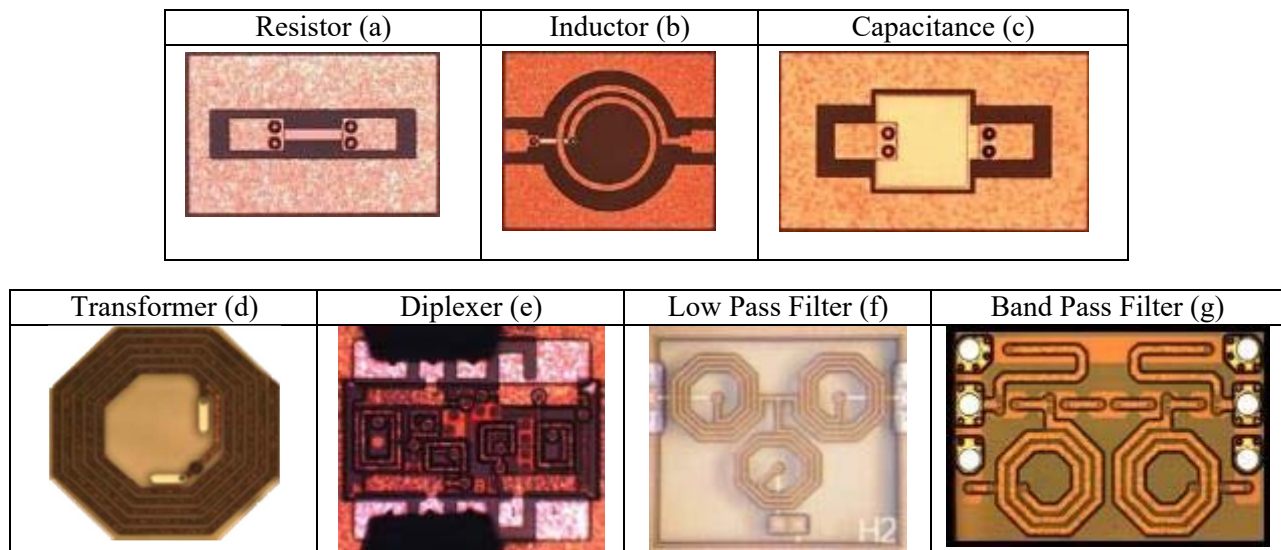 Resistor (a)
Inductor (b)
Capacitance (c)
Transformer (d)
Diplexer (e)
Low Pass Filter (f)
Band Pass Filter (g)
H2